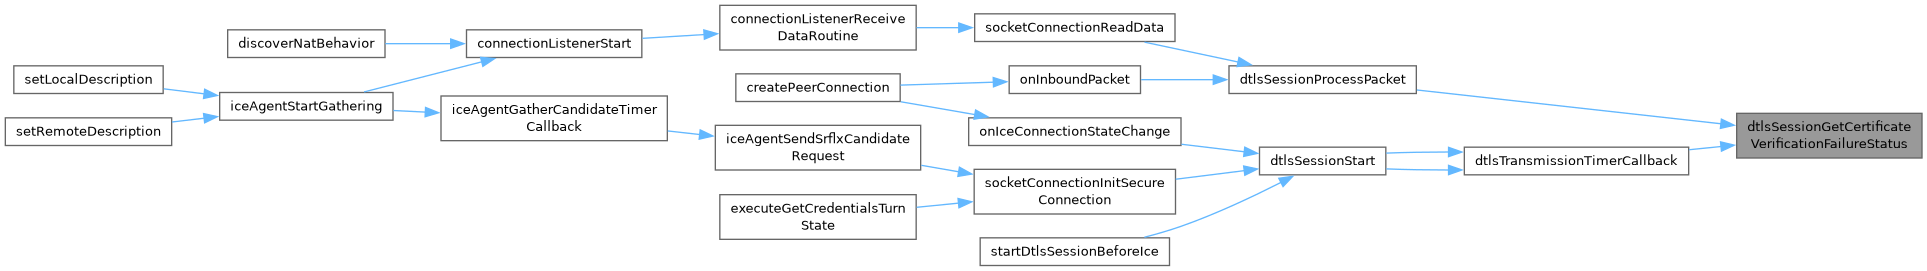 connectionListenerReceive
DataRoutine
socketConnectionReadData
discoverNatBehavior
connectionListenerStart
setLocalDescription
createPeerConnection
onInboundPacket
dtlsSessionProcessPacket
iceAgentStartGathering
iceAgentGatherCandidateTimer
Callback
setRemoteDescription
onIceConnectionStateChange
dtlsSessionGetCertificate
VerificationFailureStatus
iceAgentSendSrflxCandidate
Request
dtlsSessionStart
dtlsTransmissionTimerCallback
socketConnectionInitSecure
Connection
executeGetCredentialsTurn
State
startDtlsSessionBeforeIce